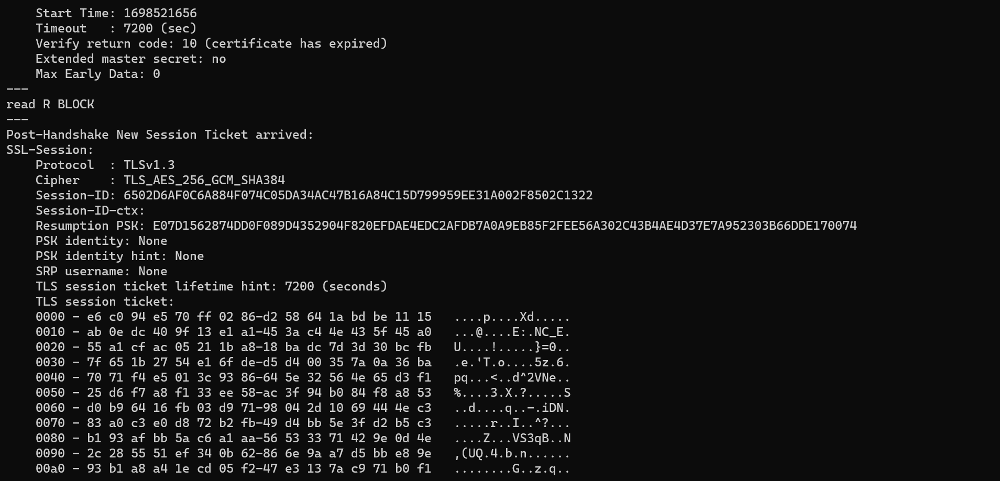 Start Time: 1698521656
Timeout   : 7200 (sec)
Verify return code: 10 (certificate has expired)
Extended master secret: no
Max Early Data: 0
---
read R BLOCK
---
Post-Handshake New Session Ticket arrived:
SSL-Session:
Protocol  : TLSv1.3
Cipher    : TLS_AES_256_GCM_SHA384
Session-ID: 6502D6AF0C6A884F074C05DA34AC47B16A84C15D799959EE31A002F8502C1322
Session-ID-ctx:
Resumption PSK: E07D1562874DD0F089D4352904F820EFDAE4EDC2AFDB7A0A9EB85F2FEE56A302C43B4AE4D37E7A952303B66DDE170074
PSK identity: None
PSK identity hint: None
SRP username: None
TLS session ticket lifetime hint: 7200 (seconds)
TLS session ticket:
0000 - e6 c0 94 e5 70 ff 02 86-d2 58 64 1a bd be 11 15   ....p....Xd.....
0010 - ab 0e dc 40 9f 13 e1 a1-45 3a c4 4e 43 5f 45 a0   ...@....E:.NC_E.
0020 - 55 a1 cf ac 05 21 1b a8-18 ba dc 7d 3d 30 bc fb   U....!.....}=0..
0030 - 7f 65 1b 27 54 e1 6f de-d5 d4 00 35 7a 0a 36 ba   .e.'T.o....5z.6.
0040 - 70 71 f4 e5 01 3c 93 86-64 5e 32 56 4e 65 d3 f1   pq...<..d^2VNe..
0050 - 25 d6 f7 a8 f1 33 ee 58-ac 3f 94 b0 84 f8 a8 53   %....3.X.?.....S
0060 - d0 b9 64 16 fb 03 d9 71-98 04 2d 10 69 44 4e c3   ..d....q..-.iDN.
0070 - 83 a0 c3 e0 d8 72 b2 fb-49 d4 bb 5e 3f d2 b5 c3   .....r..I..^?...
0080 - b1 93 af bb 5a c6 a1 aa-56 53 33 71 42 9e 0d 4e   ....Z...VS3qB..N
0090 - 2c 28 55 51 ef 34 0b 62-86 6e 9a a7 d5 bb e8 9e   ,(UQ.4.b.n......
00a0 - 93 b1 a8 a4 1e cd 05 f2-47 e3 13 7a c9 71 b0 f1   ........G..z.q..